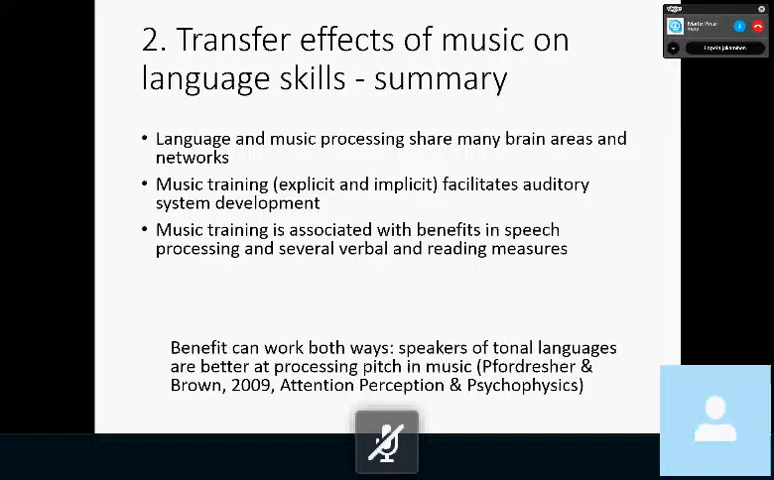 2. Transfer effects of music on
language skills - summary
• Language and music processing share many brain areas and
networks
• Music training (explicit and implicit) facilitates auditory
system development
• Music training is associated with benefits in speech
processing and several verbal and reading measures
Benefit can work both ways: speakers of tonal languages
are better at processing pitch in music (Pfordresher &
Brown, 2009, Attention Perception & Psychophysics)